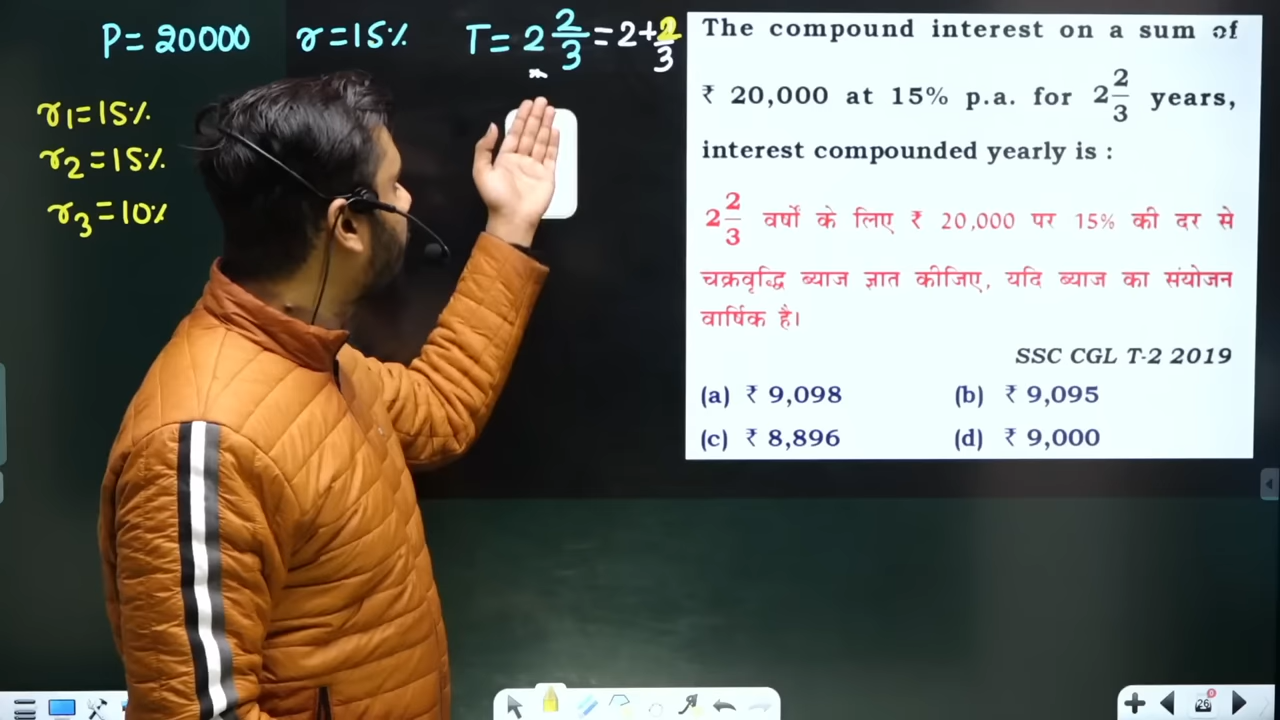 P = 20000 r = 15% T = 2 2/3 = 2 + 2/3
r1 = 15%
r2 = 15%
r3 = 10%
The compound interest on a sum of
₹ 20,000 at 15% p.a. for 2 2/3 years,
interest compounded yearly is :
2 2/3 वर्षों के लिए ₹ 20,000 पर 15% की दर से
चक्रवृद्धि ब्याज ज्ञात कीजिए, यदि ब्याज का संयोजन
वार्षिक है।
SSC CGL T-2 2019
(a) ₹ 9,098 (b) ₹ 9,095
(c) ₹ 8,896 (d) ₹ 9,000
26